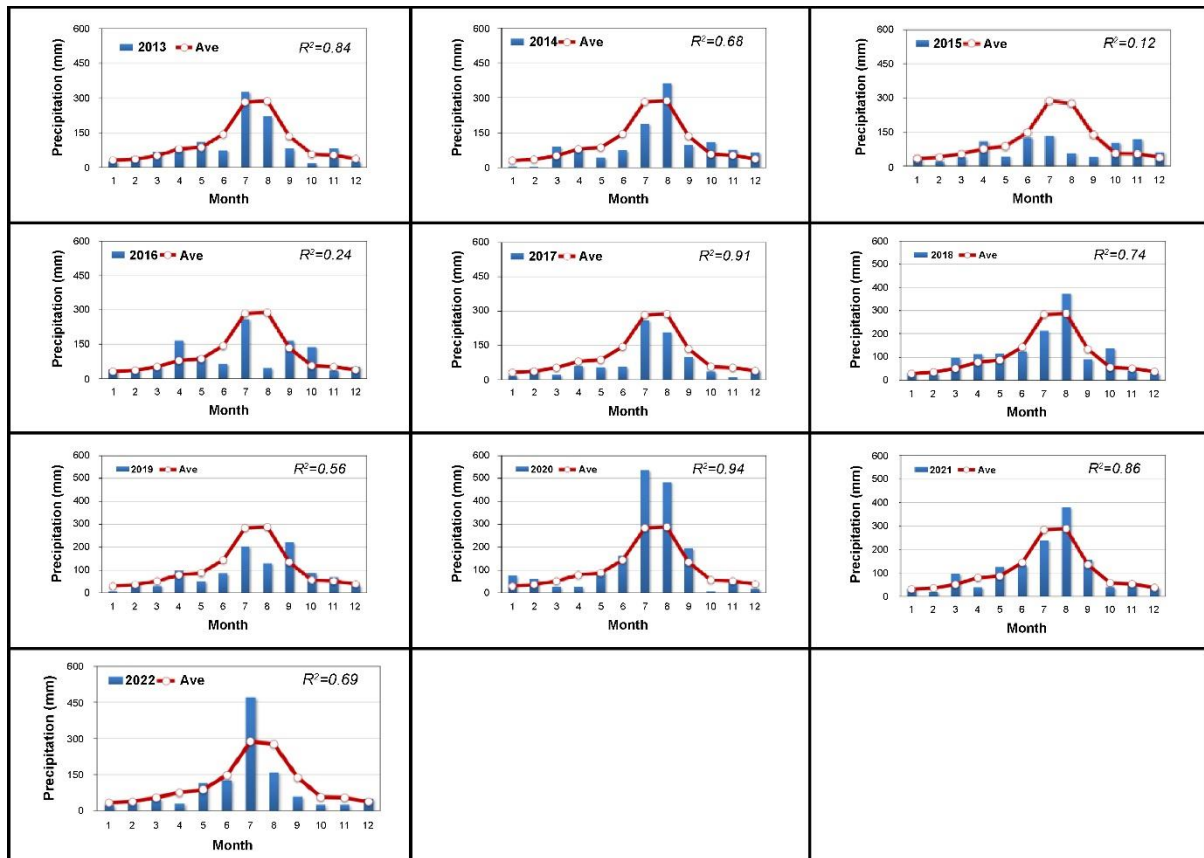 2013 Ave R²=0.84
Precipitation (mm)
600
450
300
150
0
1 2 3 4 5 6 7 8 9 10 11 12
Month
2014 Ave R²=0.68
Precipitation (mm)
600
450
300
150
0
1 2 3 4 5 6 7 8 9 10 11 12
Month
2015 Ave R²=0.12
Precipitation (mm)
600
450
300
150
0
1 2 3 4 5 6 7 8 9 10 11 12
Month
2016 Ave R²=0.24
Precipitation (mm)
600
450
300
150
0
1 2 3 4 5 6 7 8 9 10 11 12
Month
2017 Ave R²=0.91
Precipitation (mm)
600
450
300
150
0
1 2 3 4 5 6 7 8 9 10 11 12
Month
2018 Ave R²=0.74
Precipitation (mm)
600
500
400
300
200
100
0
1 2 3 4 5 6 7 8 9 10 11 12
Month
2019 Ave R²=0.56
Precipitation (mm)
600
500
400
300
200
100
0
1 2 3 4 5 6 7 8 9 10 11 12
Month
2020 Ave R²=0.94
Precipitation (mm)
600
500
400
300
200
100
0
1 2 3 4 5 6 7 8 9 10 11 12
Month
2021 Ave R²=0.86
Precipitation (mm)
600
500
400
300
200
100
0
1 2 3 4 5 6 7 8 9 10 11 12
Month
2022 Ave R²=0.69
Precipitation (mm)
600
450
300
150
0
1 2 3 4 5 6 7 8 9 10 11 12
Month